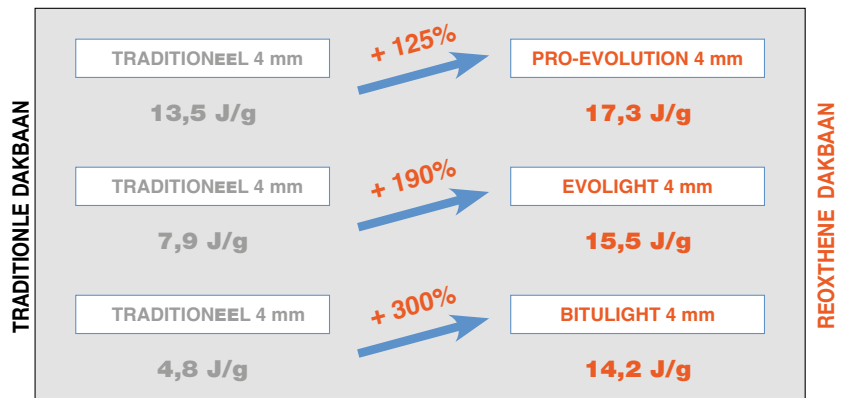 TRADITIONLE DAKBAAN
TRADITIONEEL 4 mm
+ 125%
PRO-EVOLUTION 4 mm
13,5 J/g
17,3 J/g
TRADITIONEEL 4 mm
+ 190%
EVOLIGHT 4 mm
7,9 J/g
15,5 J/g
TRADITIONEEL 4 mm
+ 300%
BITULIGHT 4 mm
4,8 J/g
14,2 J/g
REOXTHENE DAKBAAN